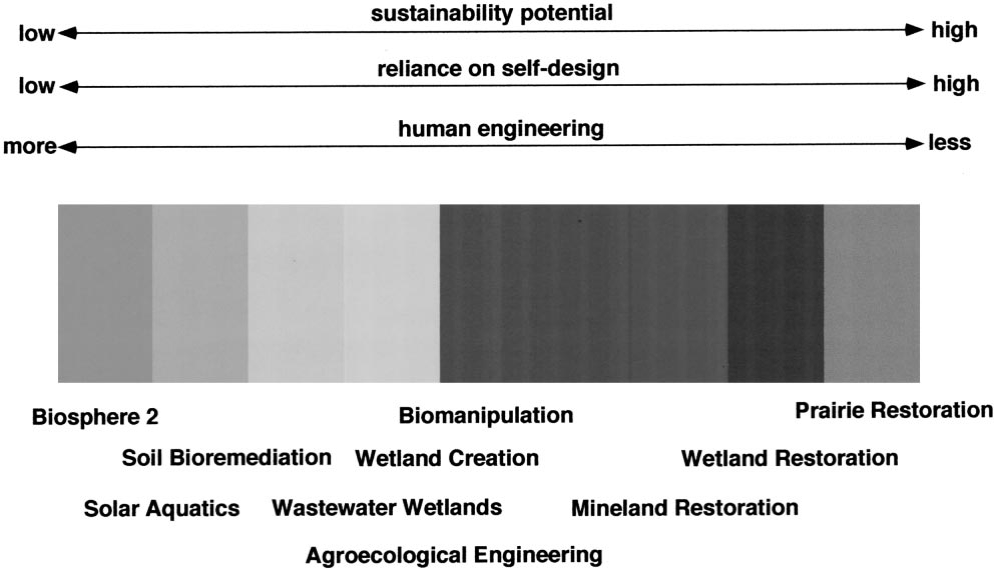 sustainability potential
low high
reliance on self-design
low high
human engineering
more less
Biosphere 2 Biomanipulation Prairie Restoration
Soil Bioremediation Wetland Creation Wetland Restoration
Solar Aquatics Wastewater Wetlands Mineland Restoration
Agroecological Engineering